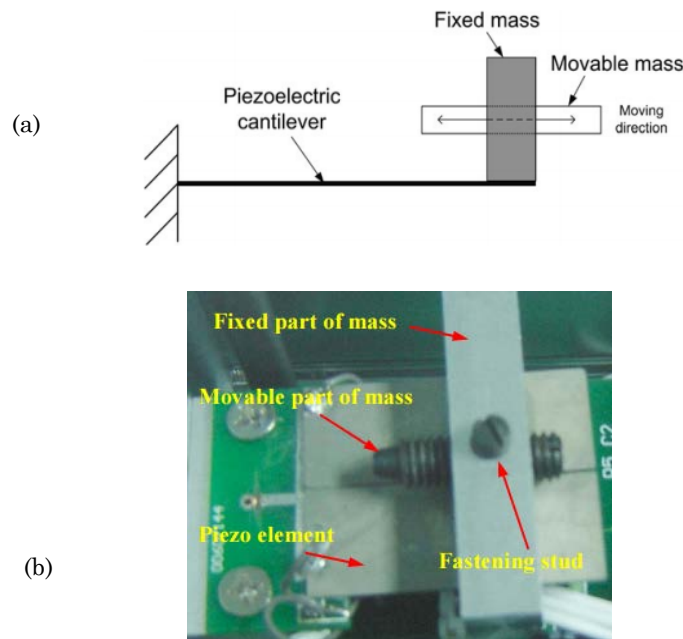 (a)
Fixed mass
Movable mass
Piezoelectric
cantilever
Moving
direction
(b)
Fixed part of mass
Movable part of mass
Piezo element
Fastening stud